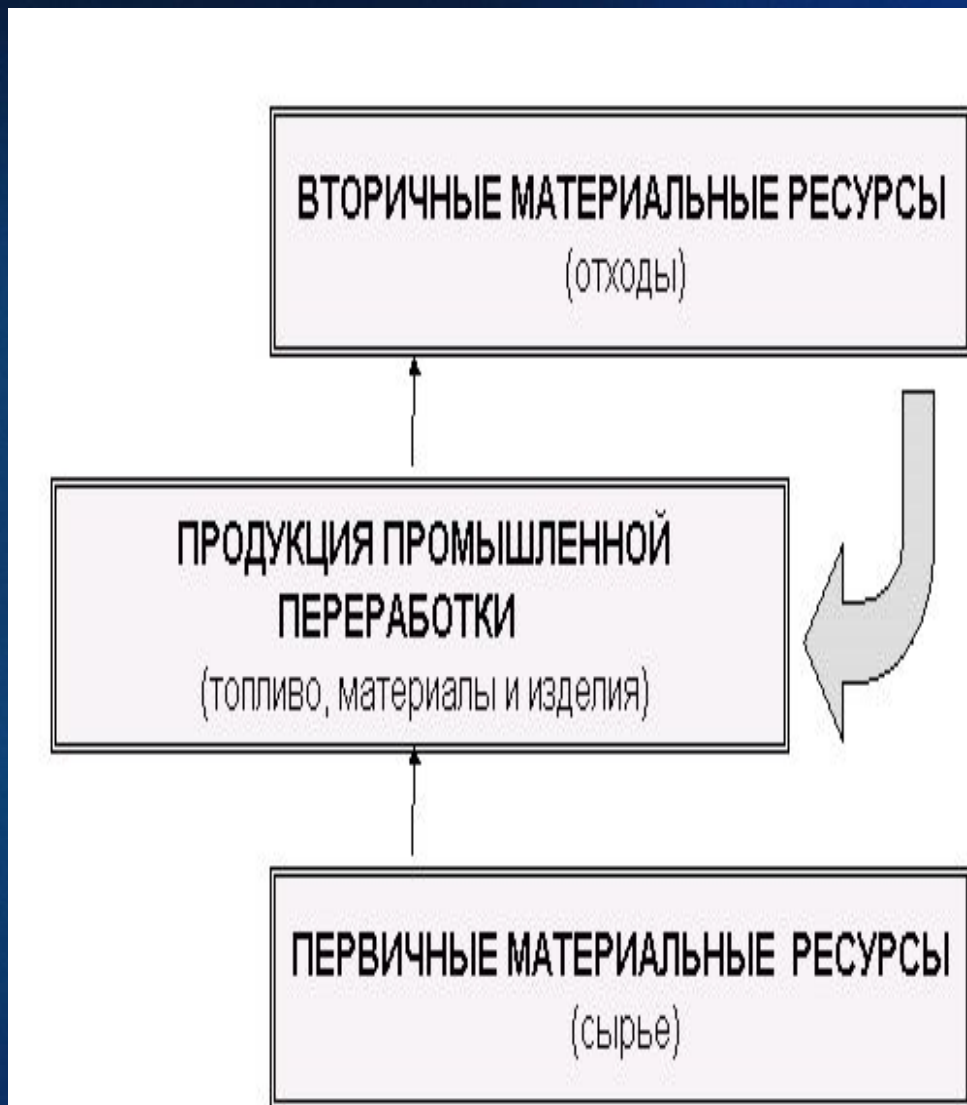 ВТОРИЧНЫЕ МАТЕРИАЛЬНЫЕ РЕСУРСЫ
(отходы)
ПРОДУКЦИЯ ПРОМЫШЛЕННОЙ
ПЕРЕРАБОТКИ
(топливо, материалы и изделия)
ПЕРВИЧНЫЕ МАТЕРИАЛЬНЫЕ РЕСУРСЫ
(сырье)